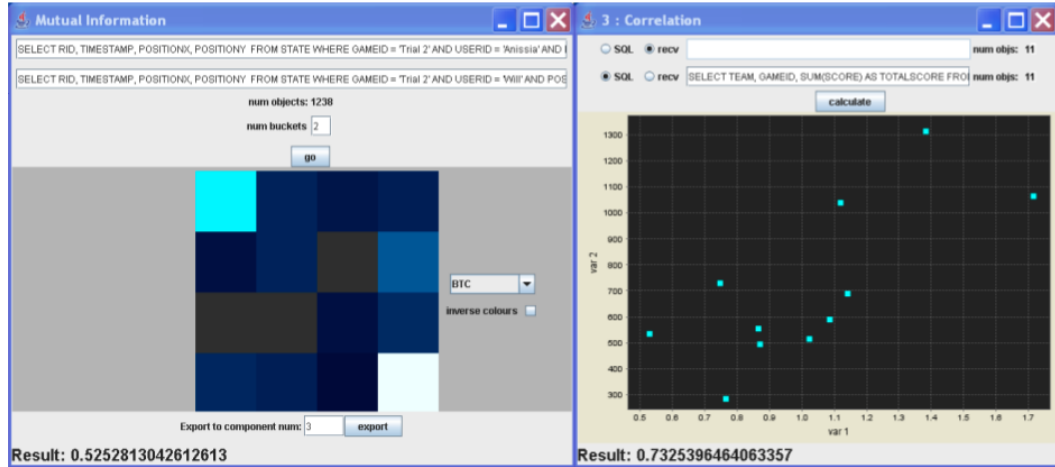 Mutual Information
SELECT RID, TIMESTAMP, POSITIONX, POSITIONY FROM STATE WHERE GAMEID = 'Trial 2' AND USERID = 'Anissia' AND
SELECT RID, TIMESTAMP, POSITIONX, POSITIONY FROM STATE WHERE GAMEID = 'Trial 2' AND USERID = 'Will' AND POS
num objects: 1238
num buckets 2
go
BTC
inverse colours
Export to component num: 3 export
Result: 0.5252813042612613
3 : Correlation
SQL recv num objs: 11
SQL recv SELECT TEAM, GAMEID, SUM(SCORE) AS TOTALSCORE FROM num objs: 11
calculate
1300
1200
1100
1000
900
800
700
600
500
400
300
var 2
0.5 0.6 0.7 0.8 0.9 1.0 1.1 1.2 1.3 1.4 1.5 1.6 1.7
var 1
Result: 0.7325396464063357